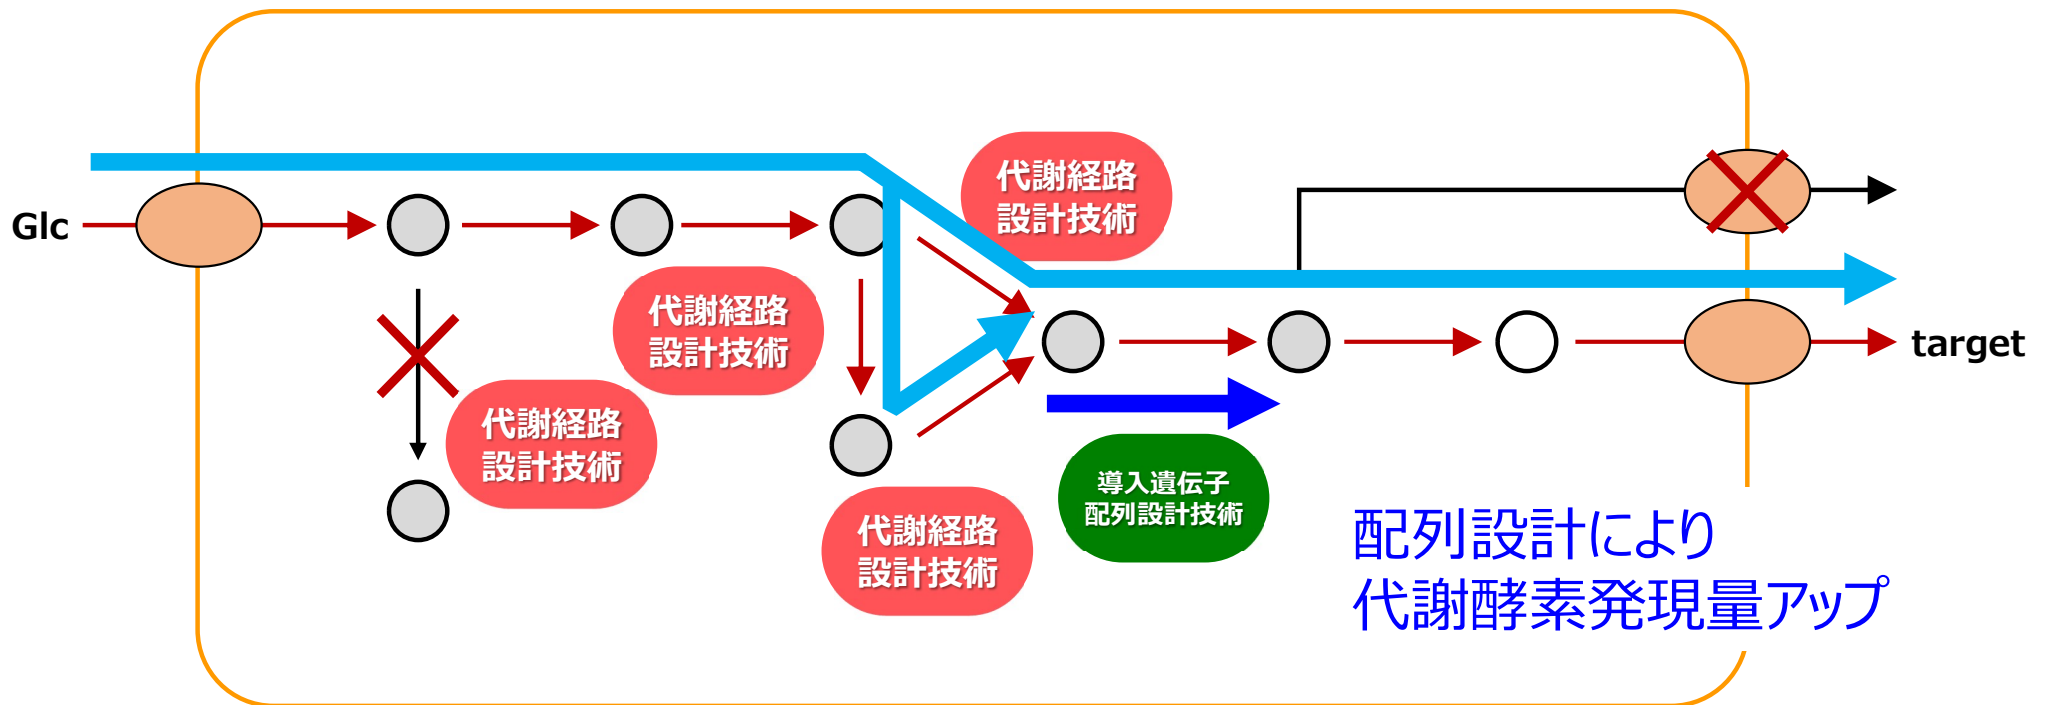 Glc
代謝経路
設計技術
代謝経路
設計技術
代謝経路
設計技術
代謝経路
設計技術
導入遺伝子
配列設計技術
target
配列設計により
代謝酵素発現量アップ